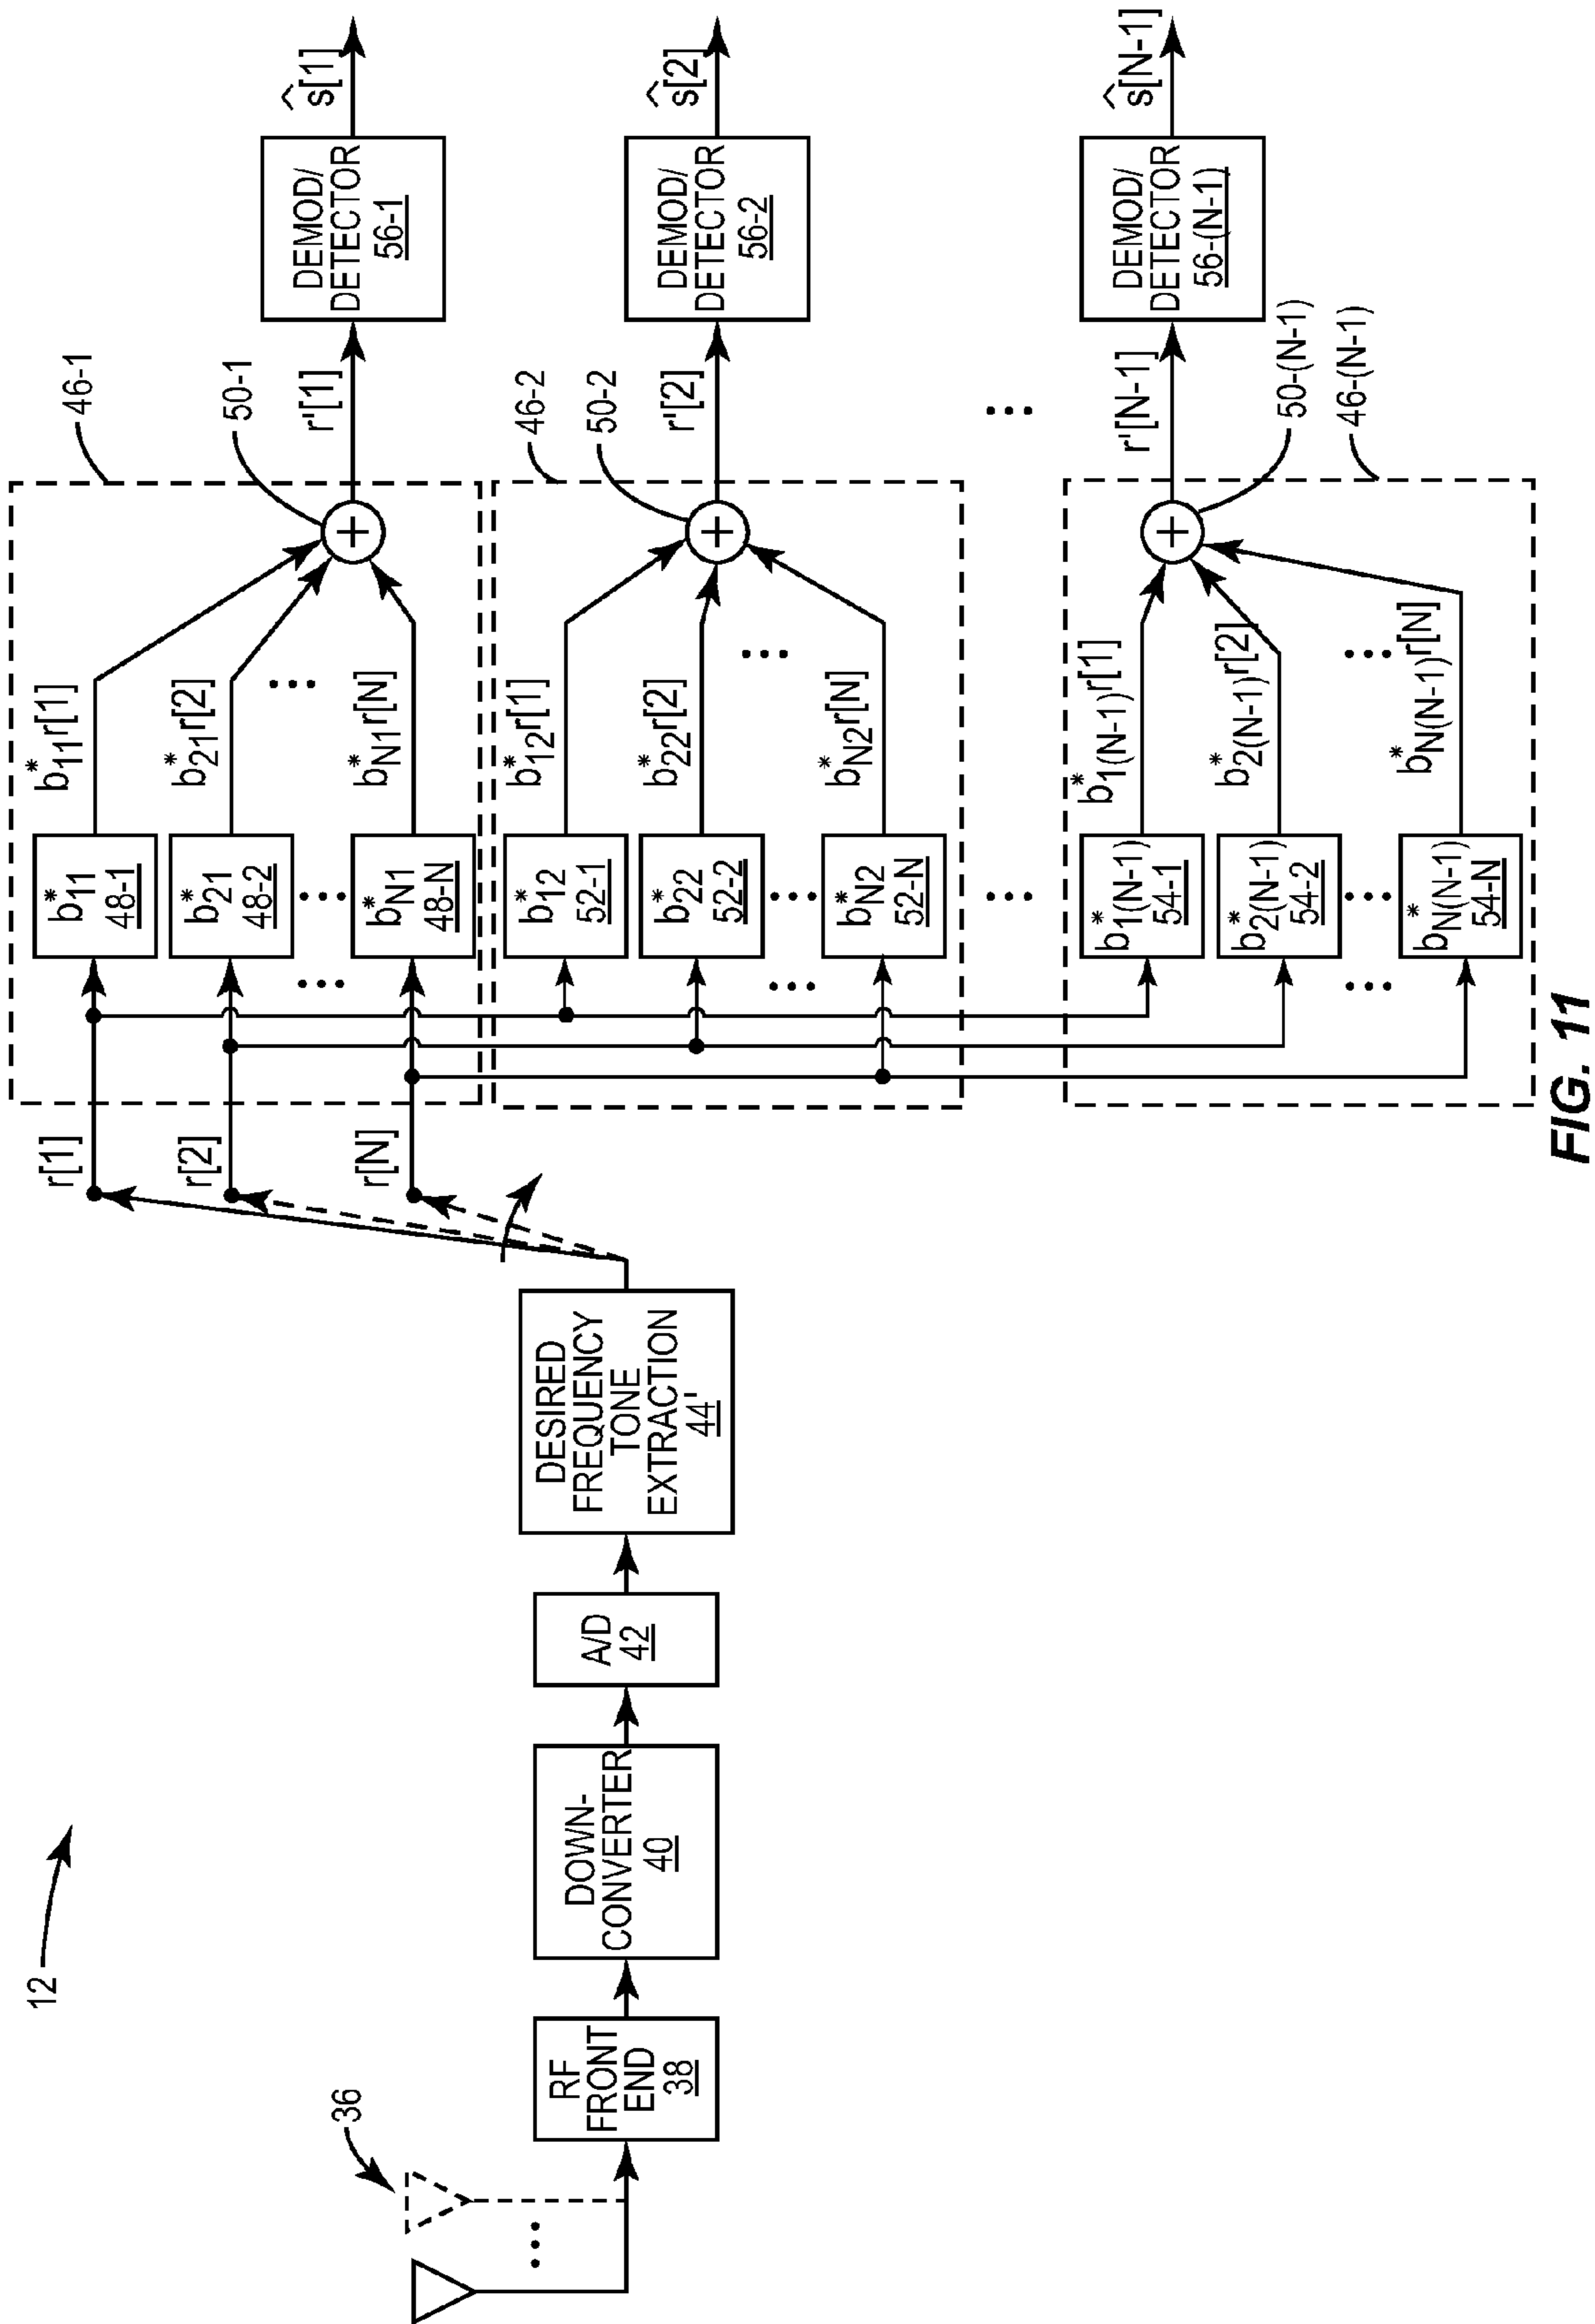 12
36
RF
FRONT
END
38
DOWN-
CONVERTER
40
A/D
42
DESIRED
FREQUENCY
TONE
EXTRACTION
44'
r[1]
r[2]
r[N]
b*11
48-1
b*21
48-2
...
b*N1
48-N
b*11r[1]
b*21r[2]
...
b*N1r[N]
46-1
50-1
r'[1]
DEMOD/
DETECTOR
56-1
ŝ[1]
b*12
52-1
b*22
52-2
...
b*N2
52-N
b*12r[1]
b*22r[2]
...
b*N2r[N]
46-2
50-2
r'[2]
DEMOD/
DETECTOR
56-2
ŝ[2]
...
b*1(N-1)
54-1
b*2(N-1)
54-2
...
b*N(N-1)
54-N
b*1(N-1)r[1]
b*2(N-1)r[2]
...
b*N(N-1)r[N]
r'[N-1]
50-(N-1)
46-(N-1)
DEMOD/
DETECTOR
56-(N-1)
ŝ[N-1]
FIG. 11